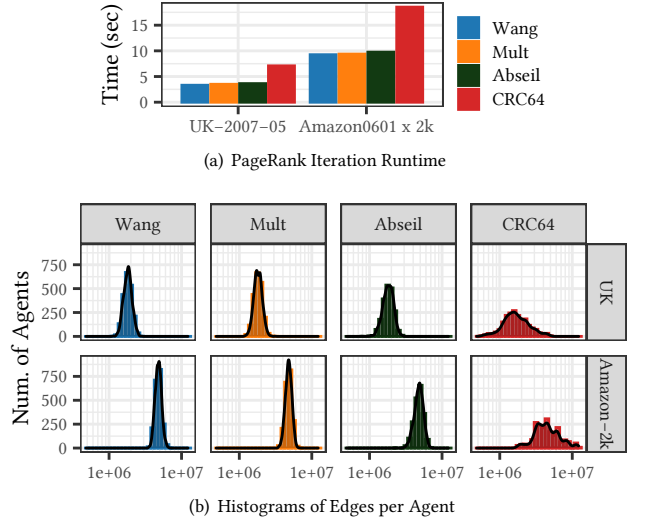 Time (sec)
15
10
5
0
UK−2007−05
Amazon0601 x 2k
Wang
Mult
Abseil
CRC64
(a) PageRank Iteration Runtime
Wang
Mult
Abseil
CRC64
Num. of Agents
750
500
250
0
UK
750
500
250
0
Amazon−2k
1e+06 1e+07 1e+06 1e+07 1e+06 1e+07 1e+06 1e+07
(b) Histograms of Edges per Agent